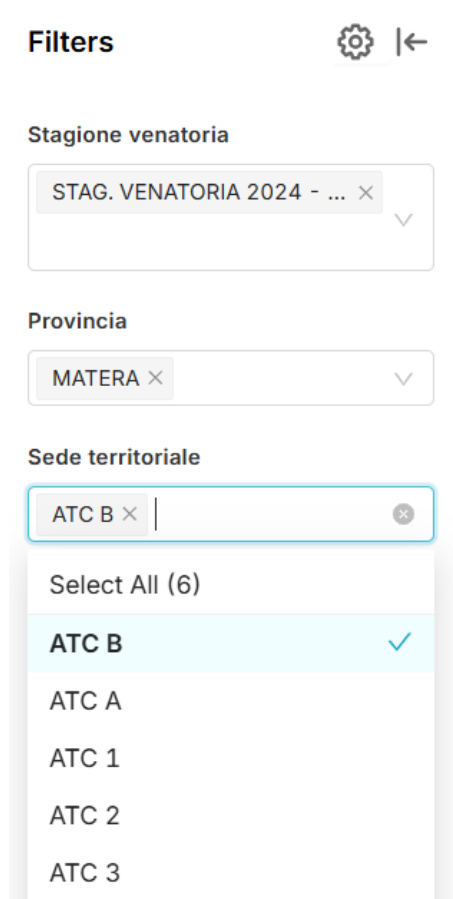 Filters
Stagione venatoria
STAG. VENATORIA 2024 - ...
Provincia
MATERA
Sede territoriale
ATC B
Select All (6)
ATC B
ATC A
ATC 1
ATC 2
ATC 3